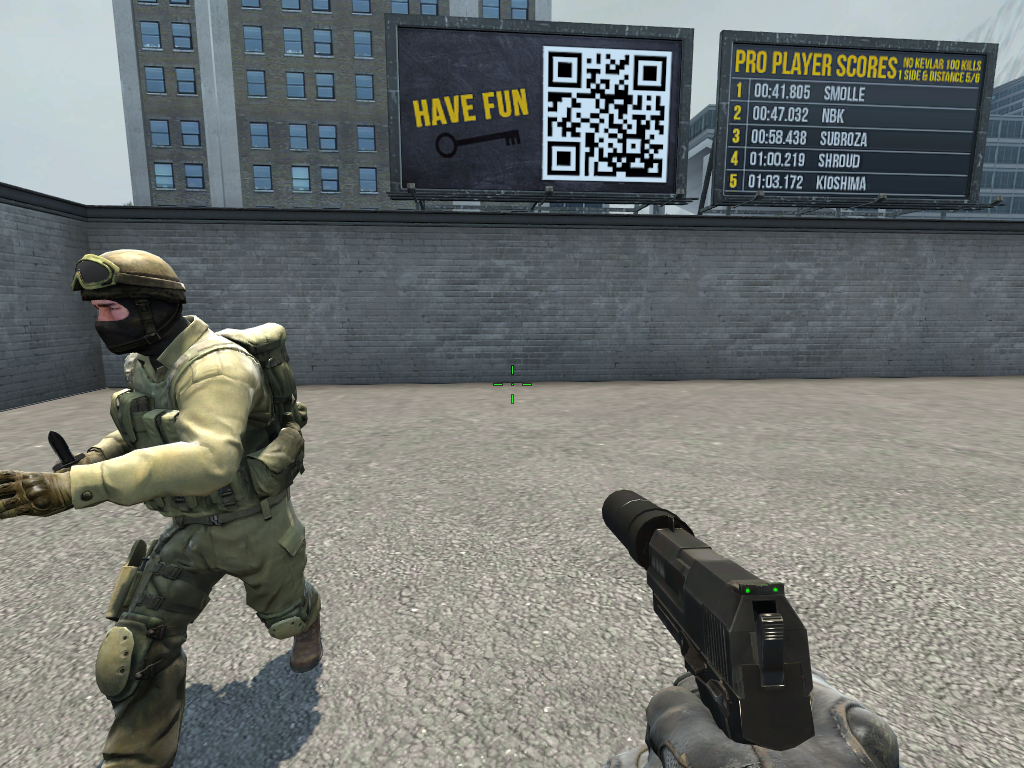 HAVE FUN
PRO PLAYER SCORES
NO KEVLAR 100 KILLS
1 SIDE & DISTANCE 5/6
1 00:41.805 SMOLLE
2 00:47.032 NBK
3 00:58.438 SUBROZA
4 01:00.219 SHROUD
5 01:03.172 KIOSHIMA